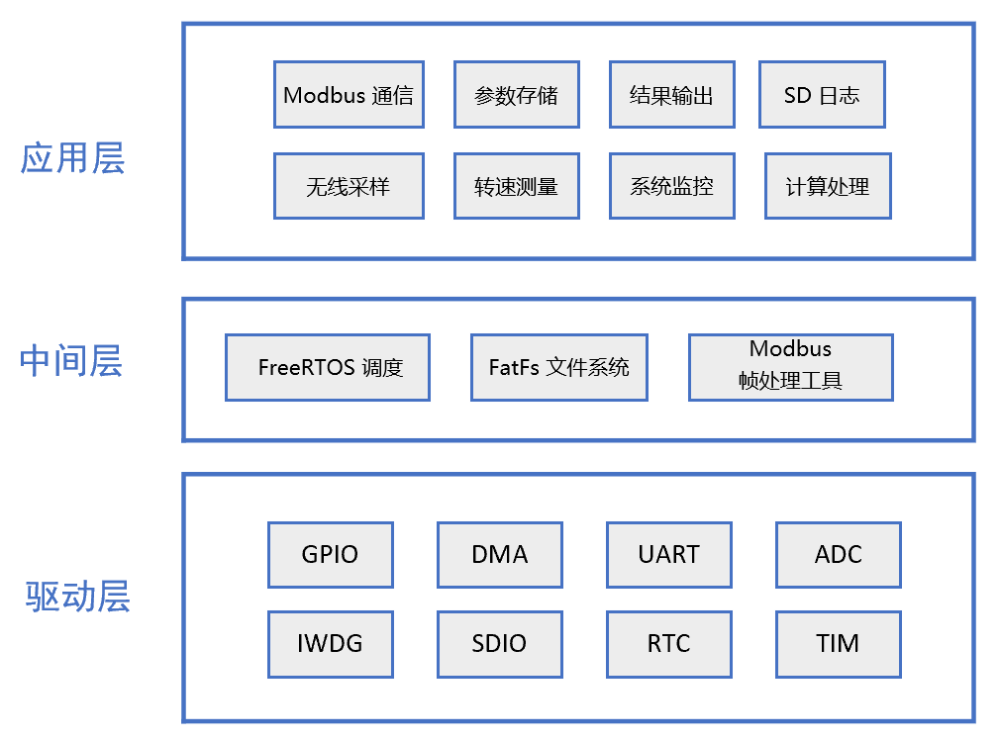 应用层
Modbus 通信
参数存储
结果输出
SD 日志
无线采样
转速测量
系统监控
计算处理
中间层
FreeRTOS 调度
FatFs 文件系统
Modbus
帧处理工具
驱动层
GPIO
DMA
UART
ADC
IWDG
SDIO
RTC
TIM